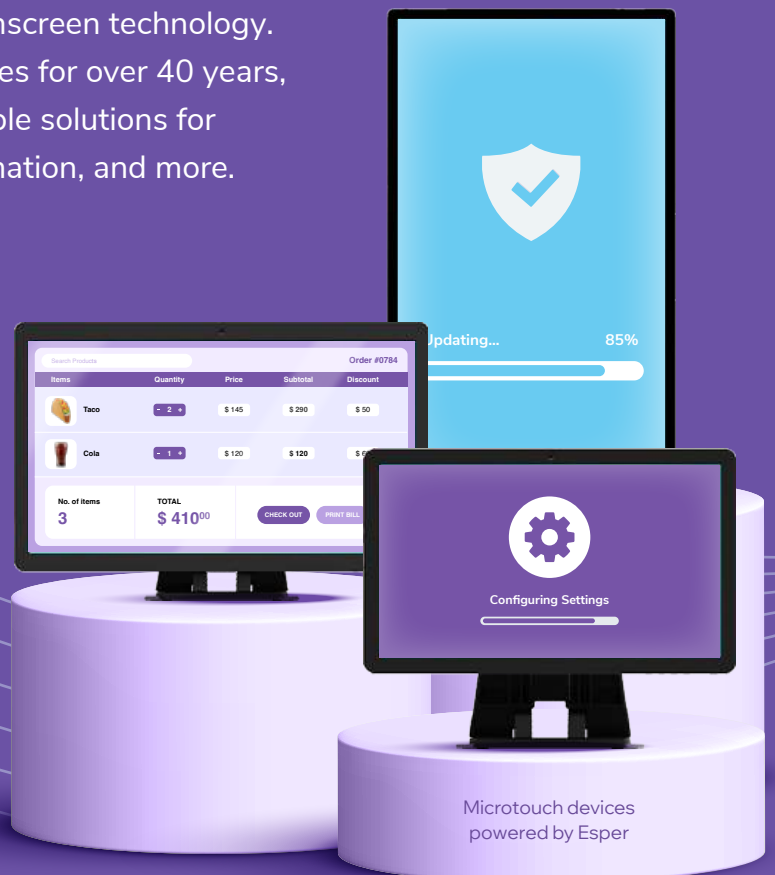 nscreen technology.
es for over 40 years,
ble solutions for
nation, and more.
Updating... 85%
Search Products Order #0784
Items Quantity Price Subtotal Discount
Taco - 2 + $ 145 $ 290 $ 50
Cola - 1 + $ 120 $ 120
No. of items TOTAL
3 $ 410⁰⁰ CHECK OUT PRINT BILL
Configuring Settings
Microtouch devices
powered by Esper